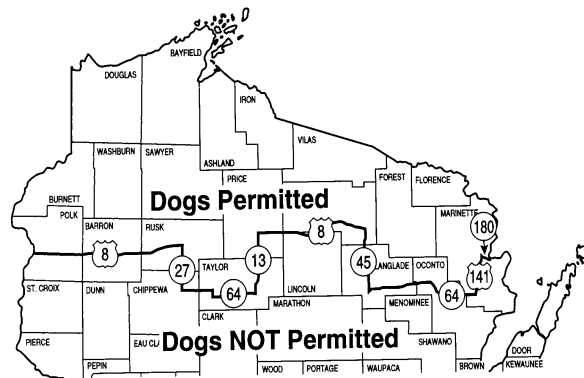 BAYFIELD
DOUGLAS
IRON
VILAS
WASHBURN
SAWYER
ASHLAND
PRICE
FOREST
FLORENCE
Dogs Permitted
BURNETT
MARINETTE
POLK
180
BARRON
RUSK
8
8
13
45
27
TAYLOR
LANGLADE
OCONTO
141
ST. CROIX
DUNN
CHIPPEWA
64
LINCOLN
64
MARATHON
MENOMINEE
CLARK
Dogs NOT Permitted
PIERCE
EAU CL
SHAWANO
DOOR
PEPIN
WOOD
PORTAGE
WAUPACA
BROWN
KEWAUNEE